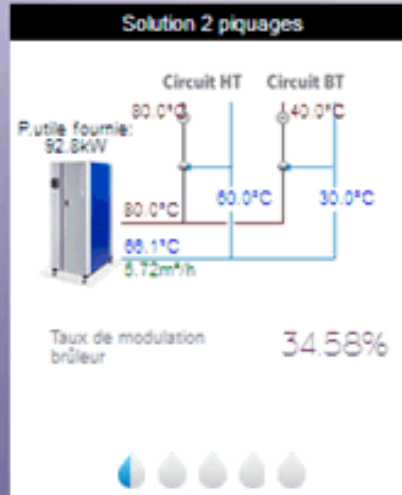 Solution 2 piquages
Circuit HT Circuit BT
80.0°C 40.0°C
P.utile fournie:
92.8kW
80.0°C 60.0°C 30.0°C
66.1°C
5.72m³/h
Taux de modulation
brûleur
34.58%